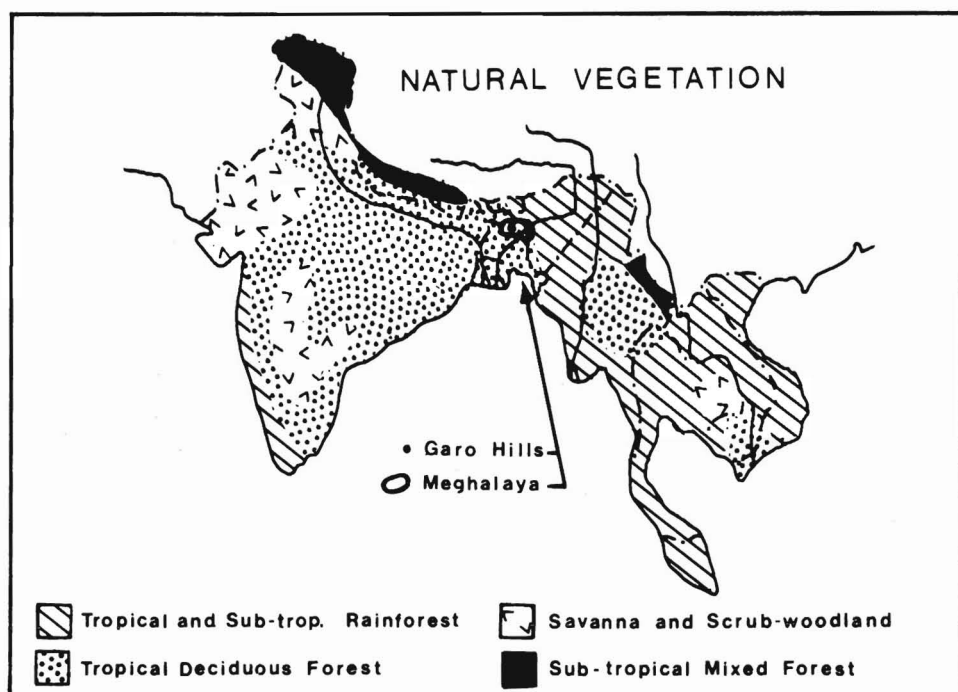 NATURAL VEGETATION
Garo Hills
Meghalaya
Tropical and Sub-trop. Rainforest
Savanna and Scrub-woodland
Tropical Deciduous Forest
Sub-tropical Mixed Forest